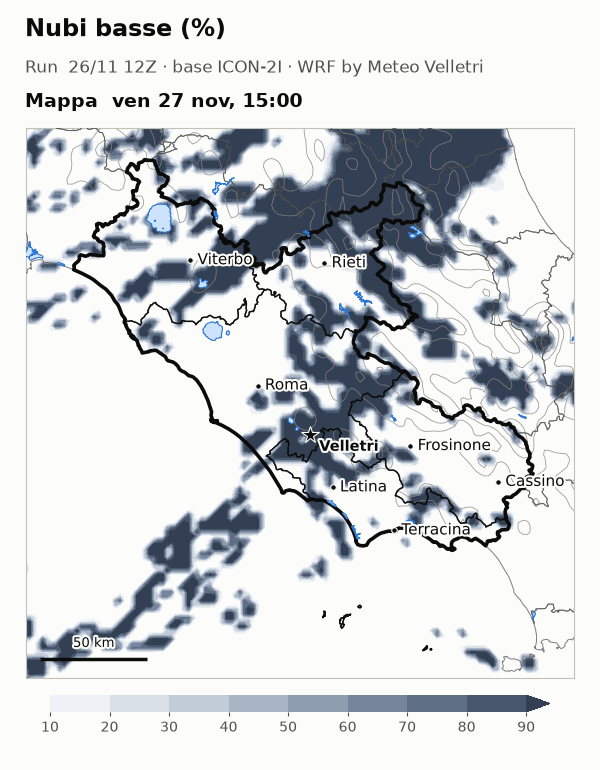 Nubi basse (%)
Run  26/11 12Z · base ICON-2I · WRF by Meteo Velletri
Mappa  ven 27 nov, 15:00
Viterbo
Rieti
Roma
Velletri
Frosinone
Cassino
Latina
Terracina
50 km
10 20 30 40 50 60 70 80 90